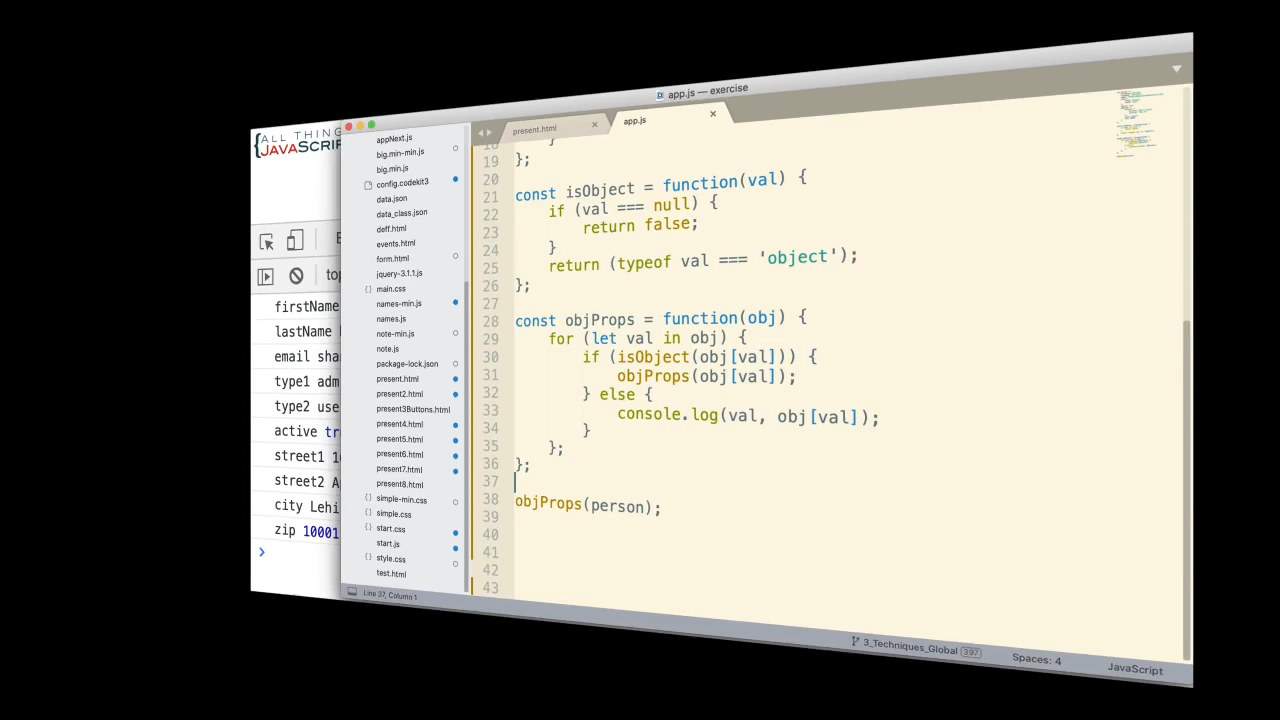 app.js — exercise
{ALL THING
JAVASCRIP
top
firstName
lastName
email sha
type1 adm
type2 use
active tru
street1 1
street2 A
city Lehi
zip 10001
>
appNext.js
big.min-min.js
big.min.js
config.codekit3
data.json
data_class.json
deff.html
events.html
form.html
jquery-3.1.1.js
main.css
names-min.js
names.js
note-min.js
note.js
package-lock.json
present.html
present2.html
present3Buttons.html
present4.html
present5.html
present6.html
present7.html
present8.html
simple-min.css
simple.css
start.css
start.js
style.css
test.html
present.html
app.js
18 }
19 };
20
21 const isObject = function(val) {
22 if (val === null) {
23 return false;
24 }
25 return (typeof val === 'object');
26 };
27
28 const objProps = function(obj) {
29 for (let val in obj) {
30 if (isObject(obj[val])) {
31 objProps(obj[val]);
32 } else {
33 console.log(val, obj[val]);
34 }
35 };
36 };
37
38 objProps(person);
39
40
41
42
43
Line 37, Column 1
3_Techniques_Global 397
Spaces: 4
JavaScript